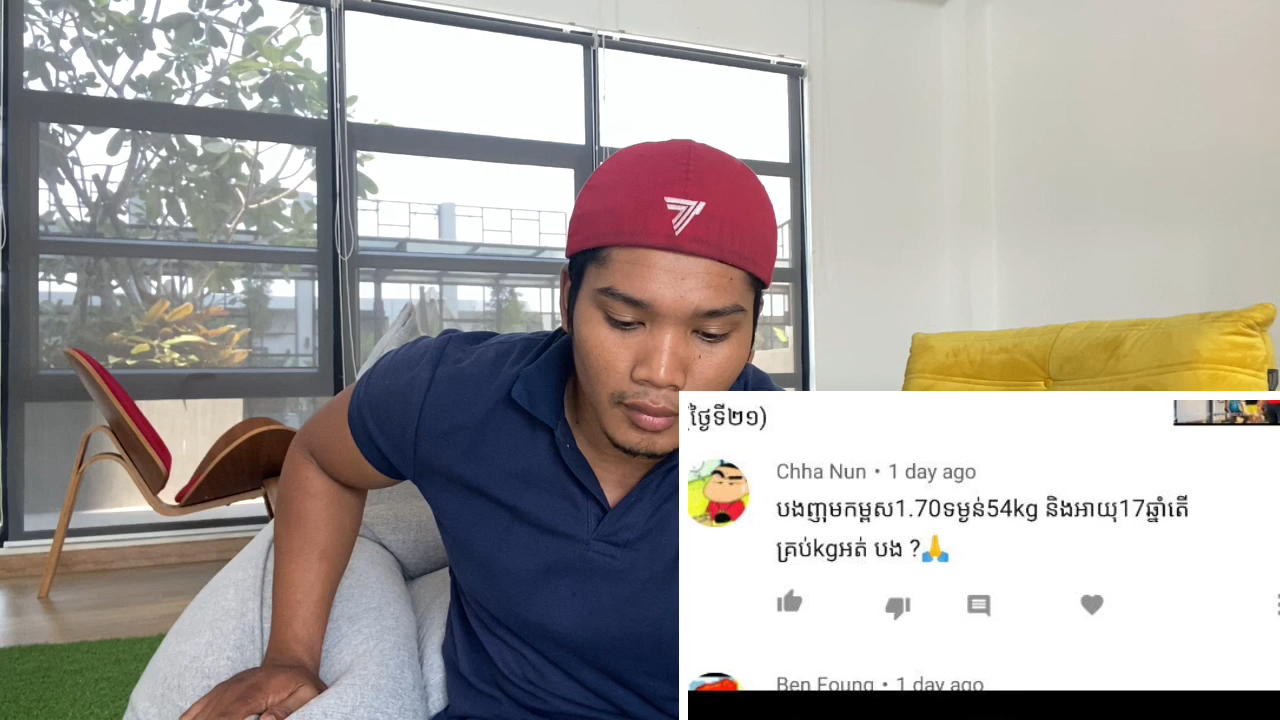 ថ្ងៃទី២១)
Chha Nun • 1 day ago
បងញុមកម្ពស1.70ទម្ងន់54kg និងអាយុ17ឆ្នាំតើ
គ្រប់kgអត់ បង ?🙏
Ben Foung • 1 day ago